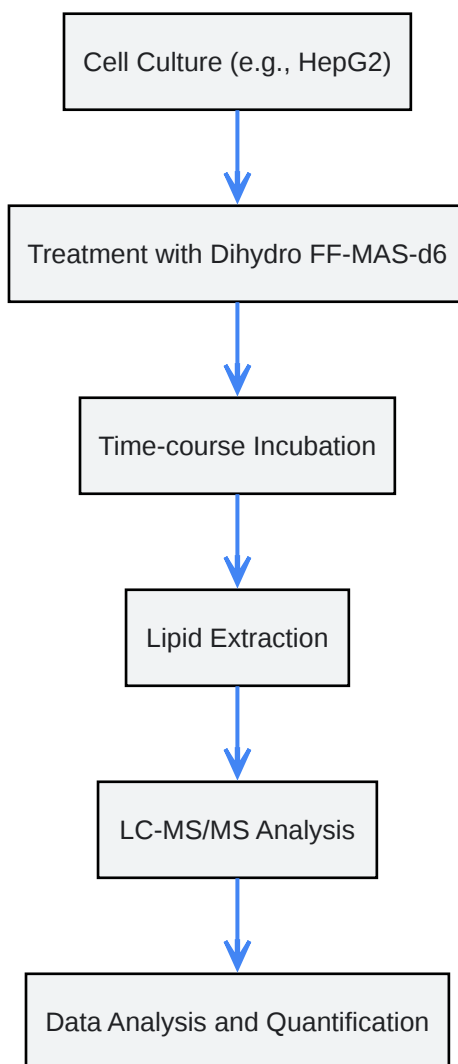 Cell Culture (e.g., HepG2)
Treatment with Dihydro FF-MAS-d6
Time-course Incubation
Lipid Extraction
LC-MS/MS Analysis
Data Analysis and Quantification